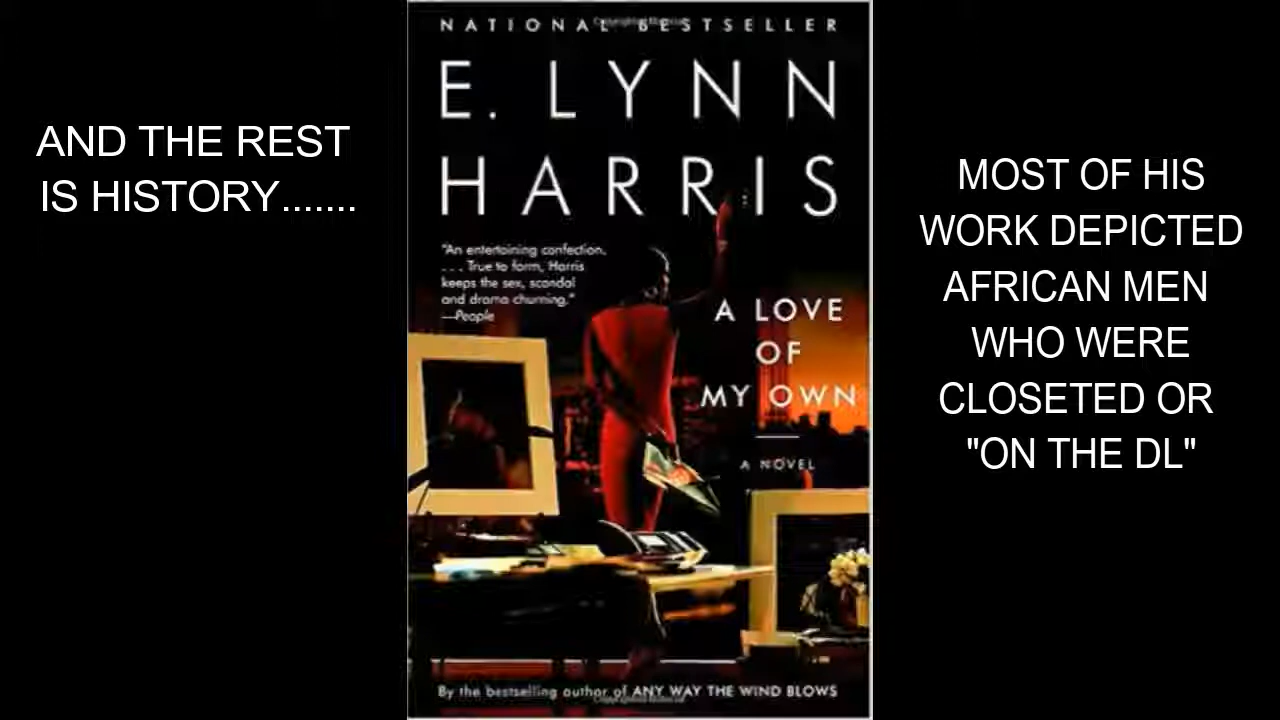 AND THE REST
IS HISTORY.......
NATIONAL BESTSELLER
E. LYNN
HARRIS
"An entertaining confection.
. . . True to form, Harris
keeps the sex, scandal
and drama churning."
—People
A LOVE
OF
MY OWN
A NOVEL
By the bestselling author of ANY WAY THE WIND BLOWS
MOST OF HIS
WORK DEPICTED
AFRICAN MEN
WHO WERE
CLOSETED OR
"ON THE DL"